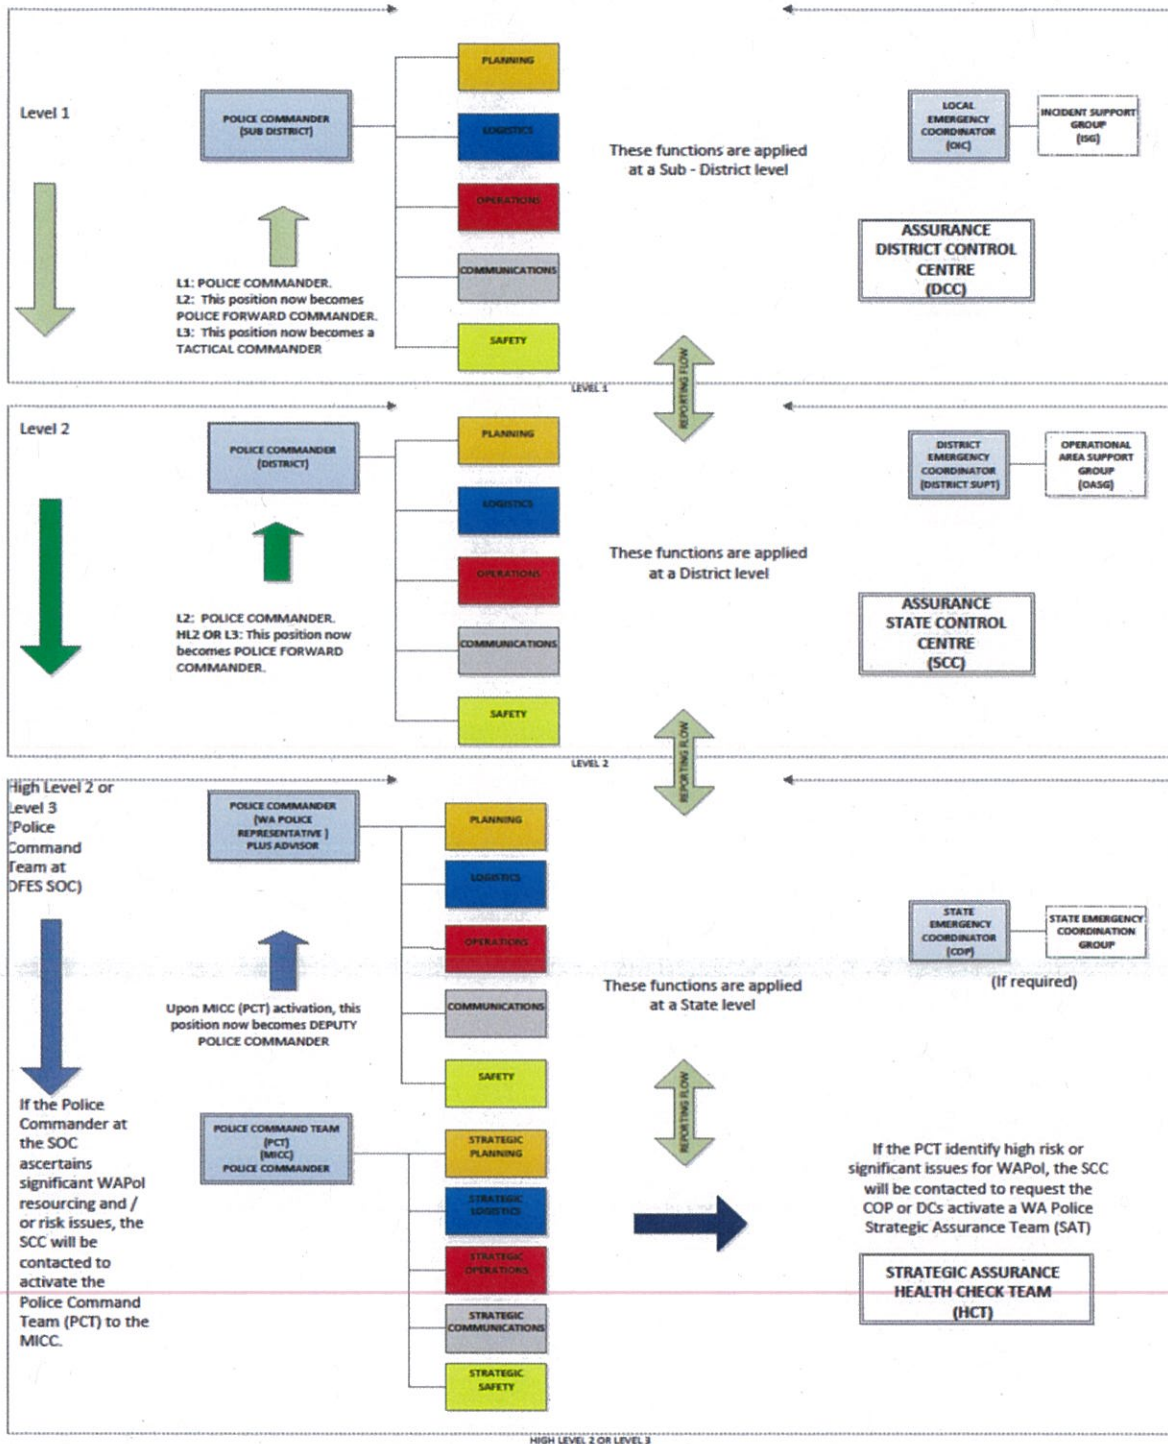 Level 1
POLICE COMMANDER
(SUB DISTRICT)
PLANNING
LOGISTICS
OPERATIONS
COMMUNICATIONS
SAFETY
L1: POLICE COMMANDER.
L2: This position now becomes
POLICE FORWARD COMMANDER.
L3: This position now becomes a
TACTICAL COMMANDER
These functions are applied
at a Sub - District level
LOCAL
EMERGENCY
COORDINATOR
(OIC)
INCIDENT SUPPORT
GROUP
(ISG)
ASSURANCE
DISTRICT CONTROL
CENTRE
(DCC)
REPORTING FLOW
LEVEL 1
Level 2
POLICE COMMANDER
(DISTRICT)
PLANNING
LOGISTICS
OPERATIONS
COMMUNICATIONS
SAFETY
L2: POLICE COMMANDER.
HL2 OR L3: This position now
becomes POLICE FORWARD
COMMANDER.
These functions are applied
at a District level
DISTRICT
EMERGENCY
COORDINATOR
(DISTRICT SUPT)
OPERATIONAL
AREA SUPPORT
GROUP
(OASG)
ASSURANCE
STATE CONTROL
CENTRE
(SCC)
REPORTING FLOW
LEVEL 2
High Level 2 or
Level 3
(Police
Command
Team at
DFES SOC)
POLICE COMMANDER
(WA POLICE
REPRESENTATIVE )
PLUS ADVISOR
PLANNING
LOGISTICS
OPERATIONS
COMMUNICATIONS
SAFETY
Upon MICC (PCT) activation, this
position now becomes DEPUTY
POLICE COMMANDER
These functions are applied
at a State level
STATE
EMERGENCY
COORDINATOR
(COP)
STATE EMERGENCY
COORDINATION
GROUP
(If required)
REPORTING FLOW
If the Police
Commander at
the SOC
ascertains
significant WAPol
resourcing and /
or risk issues, the
SCC will be
contacted to
activate the
Police Command
Team (PCT) to the
MICC.
POLICE COMMAND TEAM
(PCT)
(MICC)
POLICE COMMANDER
STRATEGIC
PLANNING
STRATEGIC
LOGISTICS
STRATEGIC
OPERATIONS
STRATEGIC
COMMUNICATIONS
STRATEGIC
SAFETY
If the PCT identify high risk or
significant issues for WAPol, the SCC
will be contacted to request the
COP or DCs activate a WA Police
Strategic Assurance Team (SAT)
STRATEGIC ASSURANCE
HEALTH CHECK TEAM
(HCT)
HIGH LEVEL 2 OR LEVEL 3